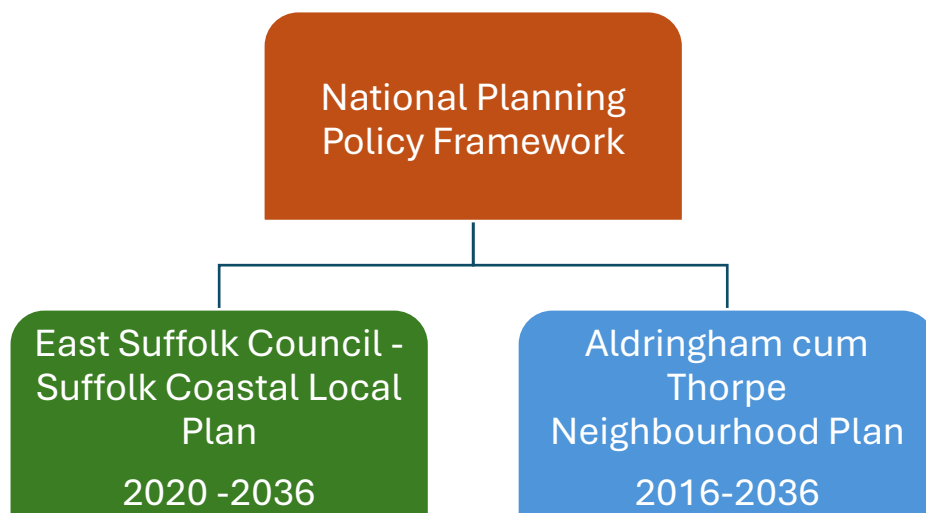 National Planning
Policy Framework
East Suffolk Council -
Suffolk Coastal Local
Plan
2020 -2036
Aldringham cum
Thorpe
Neighbourhood Plan
2016-2036